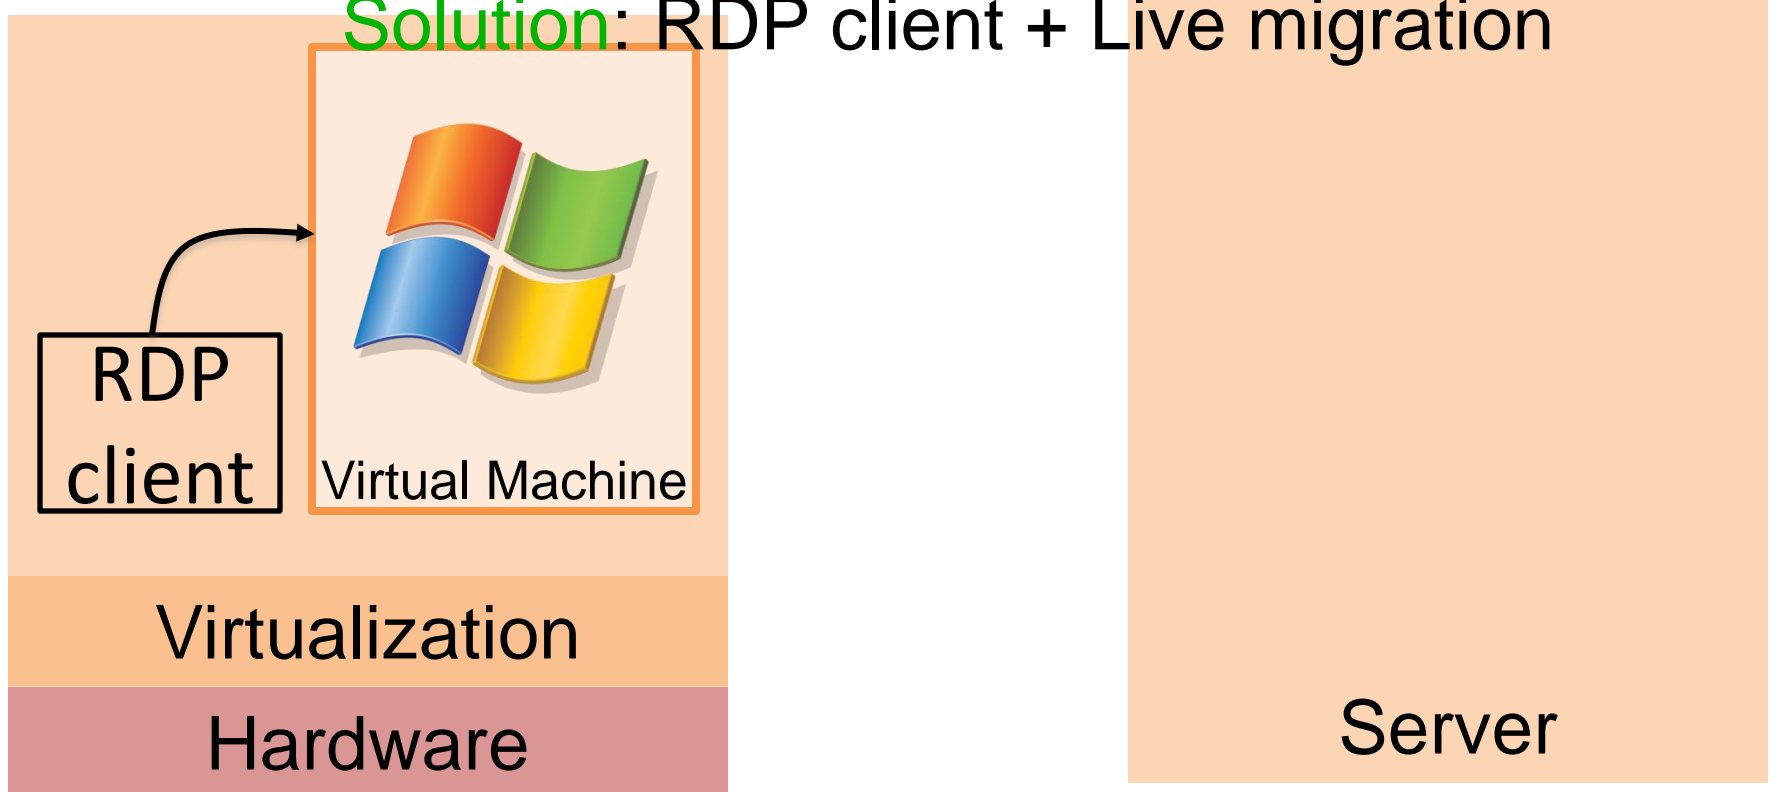 Solution: RDP client + Live migration
RDP
client
Virtual Machine
Virtualization
Hardware
Server